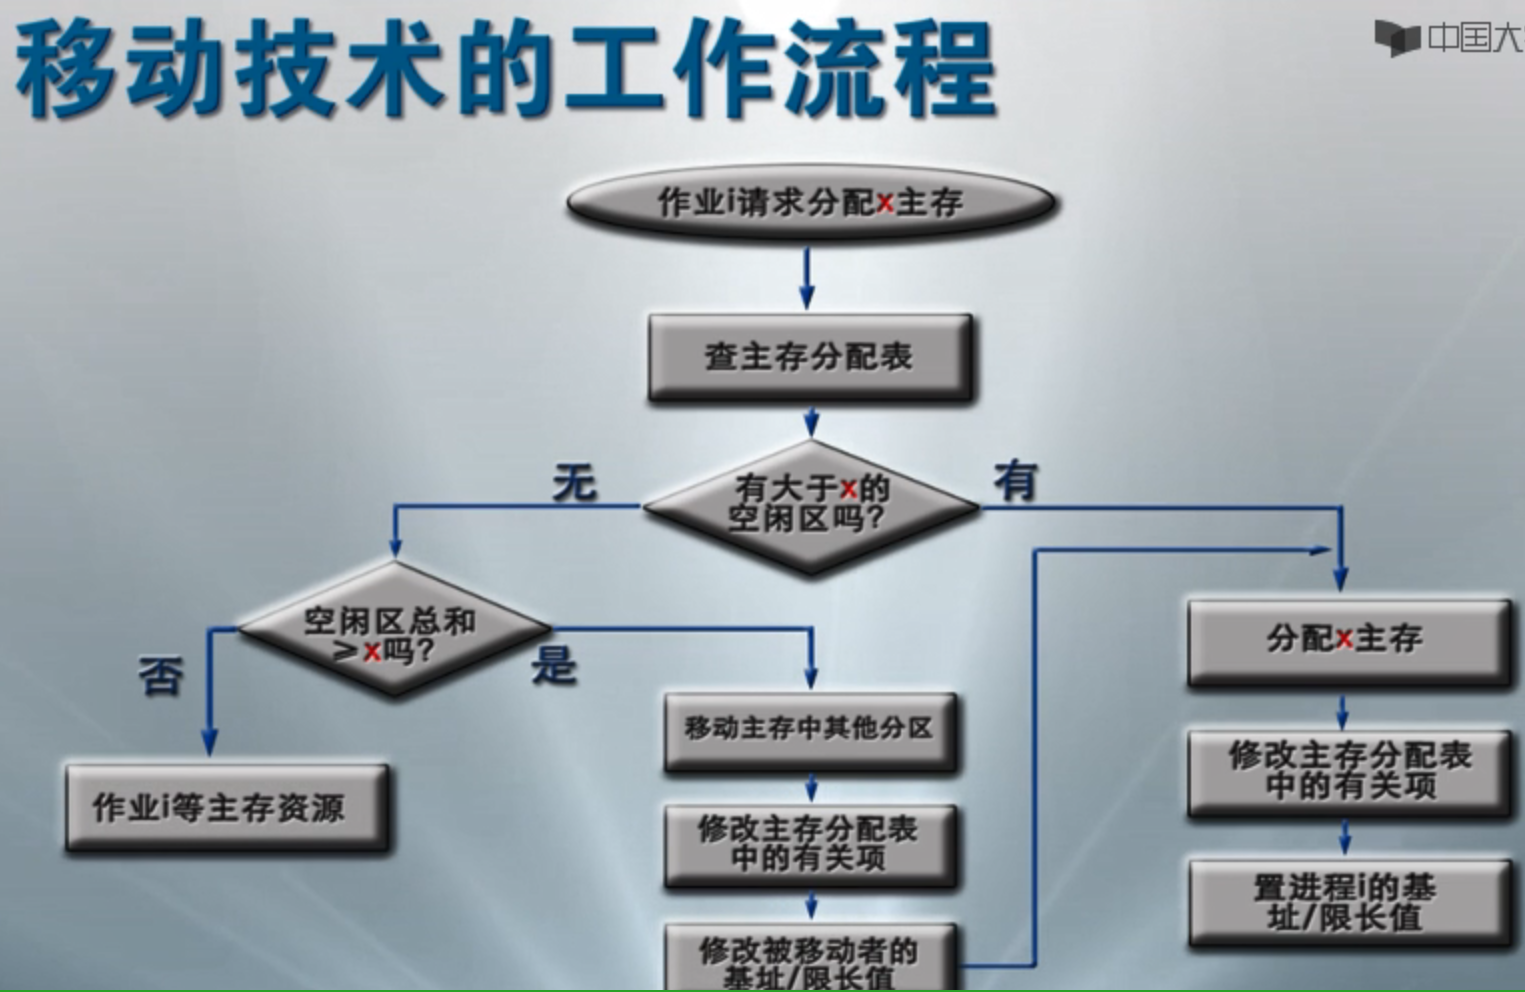 移动技术的工作流程
中国大
作业i请求分配x主存
查主存分配表
无
有大于x的
空闲区吗?
有
空闲区总和
≥x吗?
否
是
作业i等主存资源
移动主存中其他分区
修改主存分配表
中的有关项
修改被移动者的
基址/限长值
分配x主存
修改主存分配表
中的有关项
置进程i的基
址/限长值